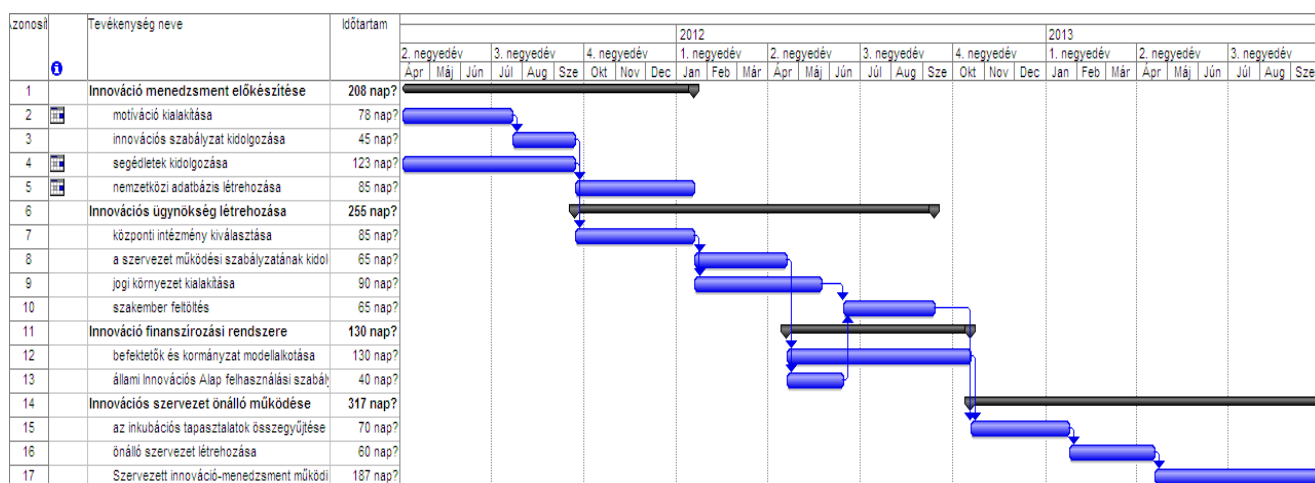 zonosít Tevékenység neve Időtartam
2012 2013
2. negyedév 3. negyedév 4. negyedév 1. negyedév 2. negyedév 3. negyedév 4. negyedév 1. negyedév 2. negyedév 3. negyedév
Ápr Máj Jún Júl Aug Sze Okt Nov Dec Jan Feb Már Ápr Máj Jún Júl Aug Sze Okt Nov Dec Jan Feb Már Ápr Máj Jún Júl Aug Sze
1 Innováció menedzsment előkészítése 208 nap?
2 motíváció kialakítása 78 nap?
3 innovációs szabályzat kidolgozása 45 nap?
4 segédletek kidolgozása 123 nap?
5 nemzetközi adatbázis létrehozása 85 nap?
6 Innovációs ügynökség létrehozása 255 nap?
7 központi intézmény kiválasztása 85 nap?
8 a szervezet működési szabályzatának kidol 65 nap?
9 jogi környezet kialakítása 90 nap?
10 szakember feltöltés 65 nap?
11 Innováció finanszírozási rendszere 130 nap?
12 befektetők és kormányzat modellalkotása 130 nap?
13 állami Innovációs Alap felhasználási szabály 40 nap?
14 Innovációs szervezet önálló működése 317 nap?
15 az inkubációs tapasztalatok összegyűjtése 70 nap?
16 önálló szervezet létrehozása 60 nap?
17 Szervezett innováció-menedzsment működi 187 nap?